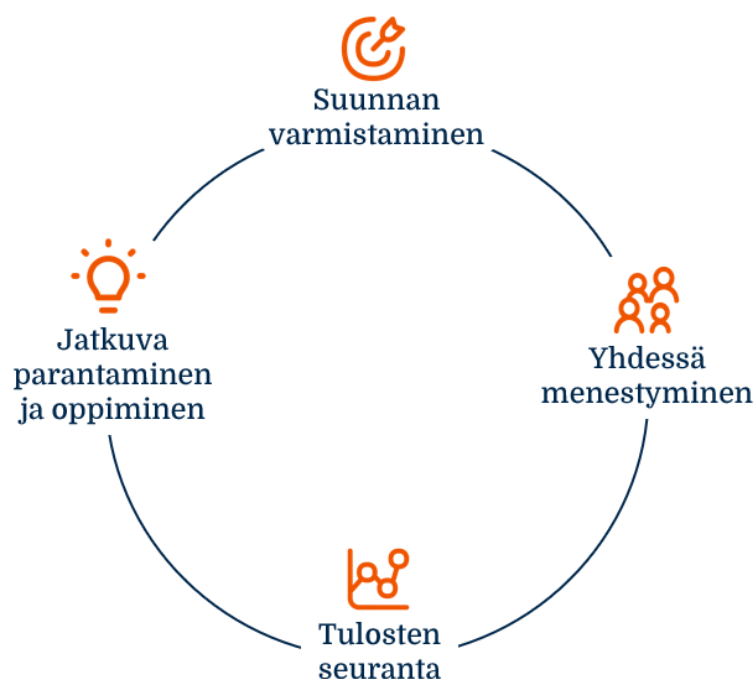 Suunnan
varmistaminen
Yhdessä
menestyminen
Tulosten
seuranta
Jatkuva
parantaminen
ja oppiminen